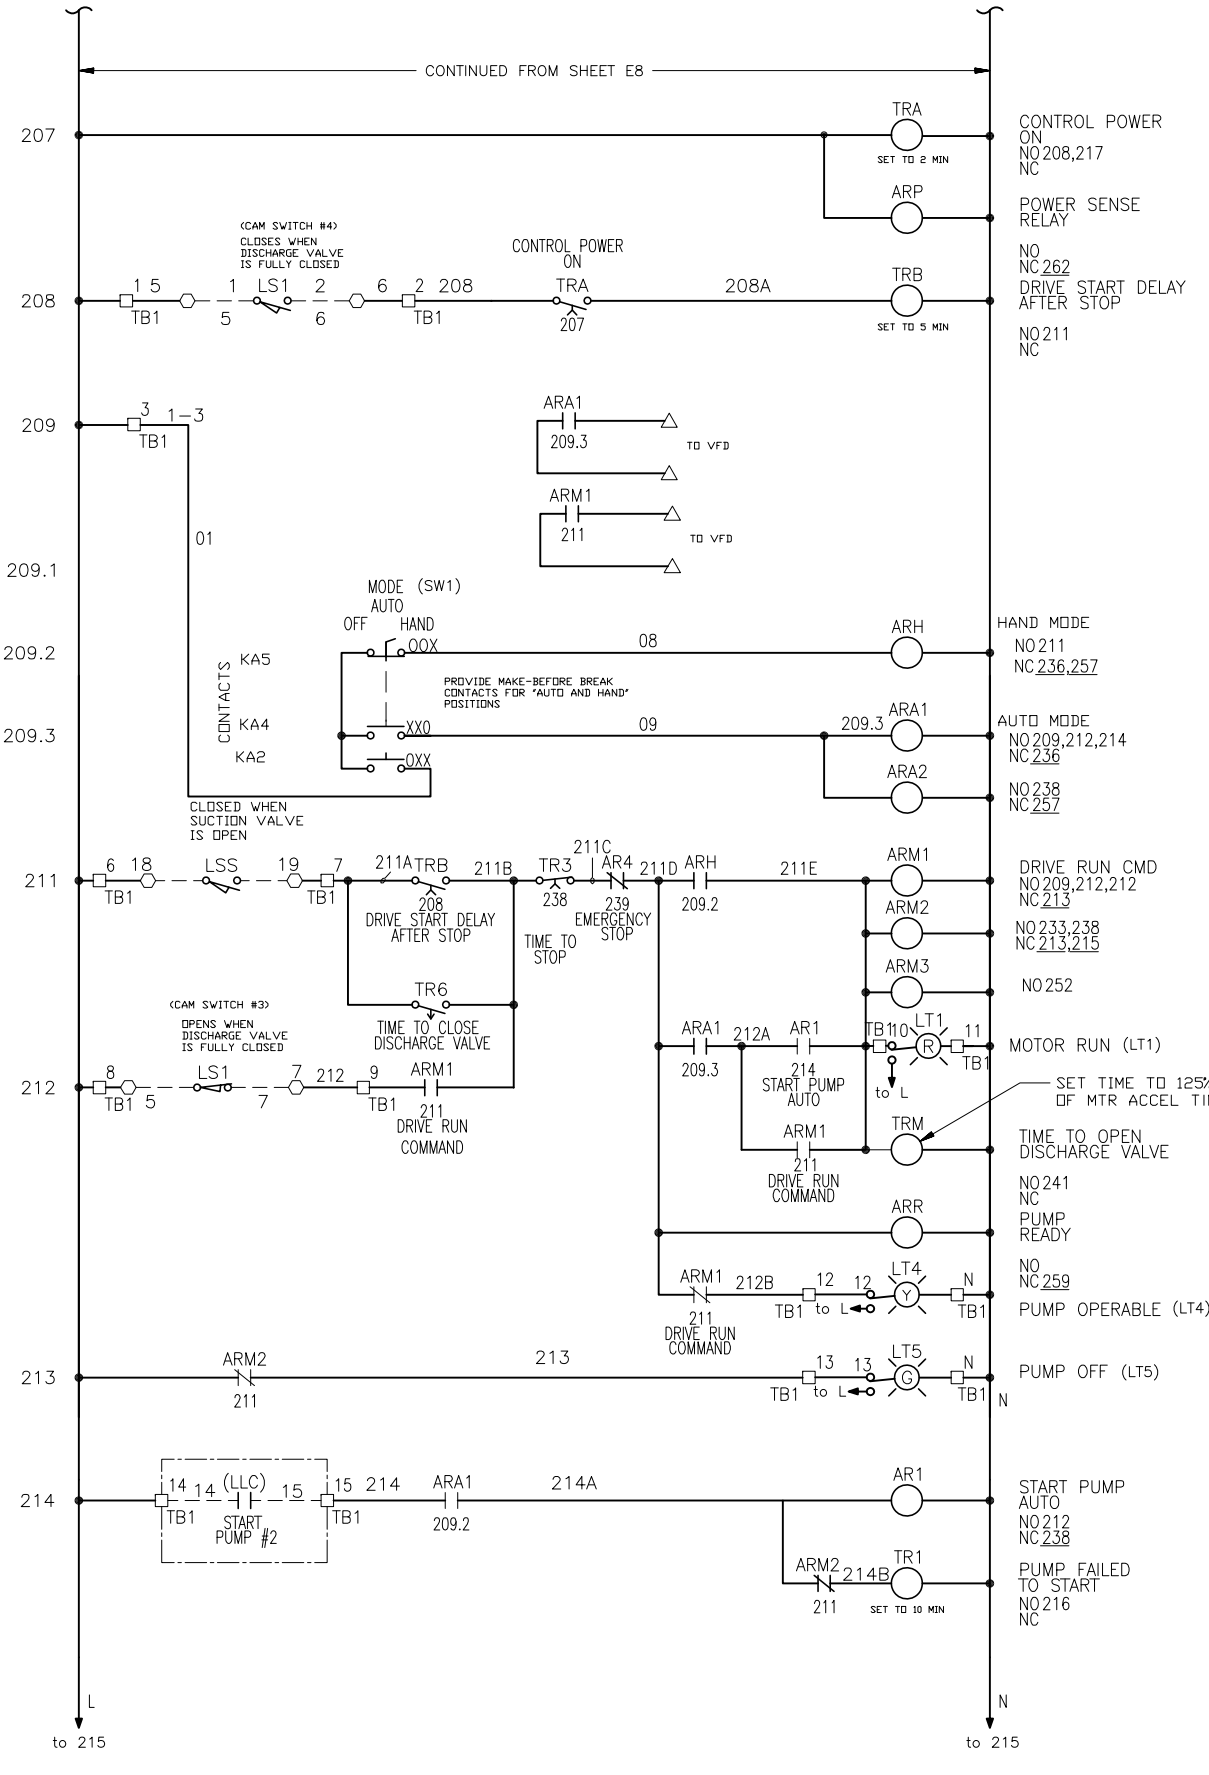 CONTINUED FROM SHEET E8
207
TRA
SET TO 2 MIN
CONTROL POWER
ON
NO 208,217
NC
ARP
POWER SENSE
RELAY
NO
NC 262
(CAM SWITCH #4)
CLOSES WHEN
DISCHARGE VALVE
IS FULLY CLOSED
CONTROL POWER
ON
208
1 5
TB1
1 LS1 2
5 6
6 2 208
TB1
TRA
207
208A
TRB
SET TO 5 MIN
DRIVE START DELAY
AFTER STOP
NO 211
NC
209
3 1-3
TB1
ARA1
209.3
TO VFD
ARM1
211
TO VFD
01
209.1
MODE (SW1)
AUTO
OFF HAND
209.2
KA5
OOX
08
ARH
HAND MODE
NO 211
NC 236,257
CONTACTS
PROVIDE MAKE-BEFORE BREAK
CONTACTS FOR "AUTO AND HAND"
POSITIONS
209.3
KA4
XXO
09
209.3 ARA1
AUTO MODE
NO 209,212,214
NC 236
KA2
OXX
ARA2
NO 238
NC 257
CLOSED WHEN
SUCTION VALVE
IS OPEN
211
6 18 LSS 19 7
TB1 TB1
211A TRB 211B
208
DRIVE START DELAY
AFTER STOP
TR3
238
TIME TO
STOP
211C
AR4
239
EMERGENCY
STOP
211D
ARH
209.2
211E
ARM1
DRIVE RUN CMD
NO 209,212,212
NC 213
ARM2
NO 233,238
NC 213,215
ARM3
NO 252
TR6
TIME TO CLOSE
DISCHARGE VALVE
(CAM SWITCH #3)
OPENS WHEN
DISCHARGE VALVE
IS FULLY CLOSED
ARA1
209.3
212A
AR1
214
START PUMP
AUTO
TB1 10 LT1 11
R
TB1
to L
MOTOR RUN (LT1)
212
8 LS1 7 212 9
TB1 5 7 TB1
ARM1
211
DRIVE RUN
COMMAND
SET TIME TO 125%
OF MTR ACCEL
ARM1
211
DRIVE RUN
COMMAND
TRM
TIME TO OPEN
DISCHARGE VALVE
NO 241
NC
ARR
PUMP
READY
NO
NC 259
ARM1
211
DRIVE RUN
COMMAND
212B
12 12 LT4 N
TB1 to L Y TB1
PUMP OPERABLE (LT4)
213
ARM2
211
213
13 13 LT5 N
TB1 to L G TB1
N
PUMP OFF (LT5)
214
14 14 (LLC) 15 15
TB1 TB1
START
PUMP #2
214
ARA1
209.2
214A
AR1
START PUMP
AUTO
NO 212
NC 238
ARM2
211
214B
TR1
SET TO 10 MIN
PUMP FAILED
TO START
NO 216
NC
L N
to 215 to 215